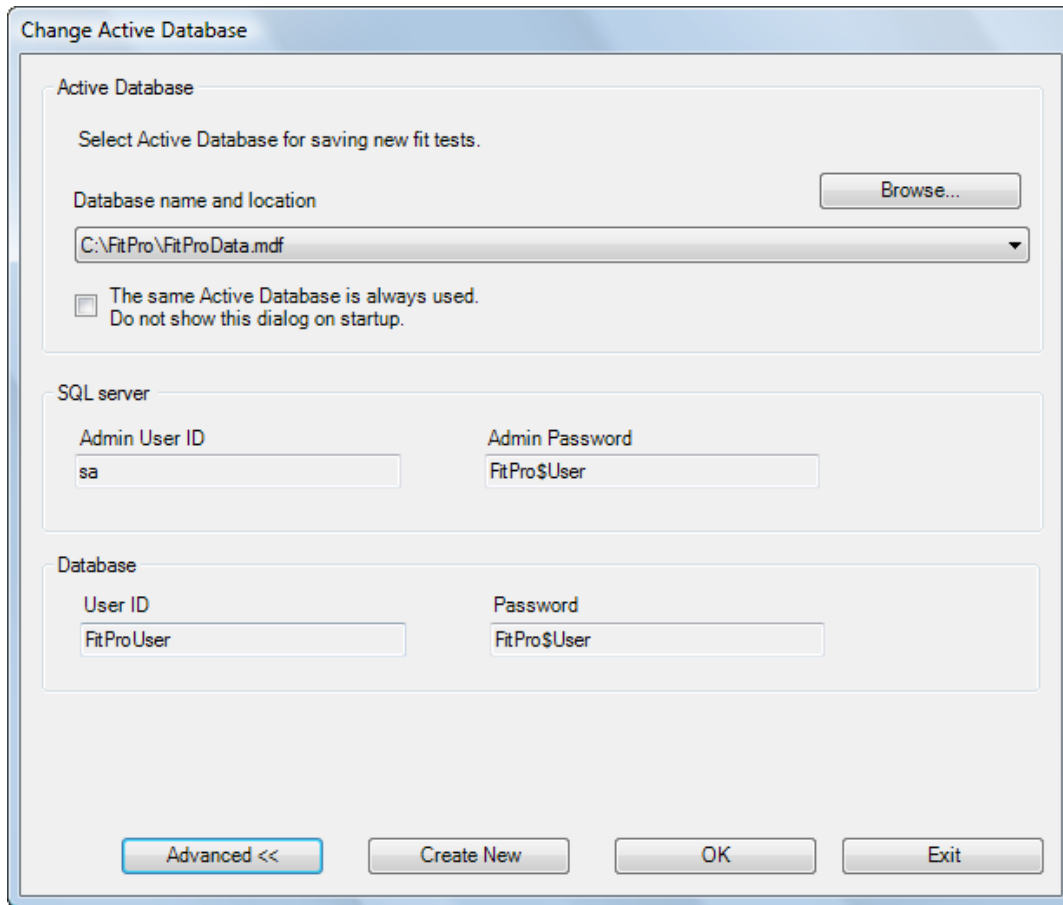 Change Active Database
Active Database
Select Active Database for saving new fit tests.
Browse...
Database name and location
C:\FitPro\FitProData.mdf
The same Active Database is always used.
Do not show this dialog on startup.
SQL server
Admin User ID
Admin Password
sa
FitPro$User
Database
User ID
Password
FitProUser
FitPro$User
Advanced <<
Create New
OK
Exit